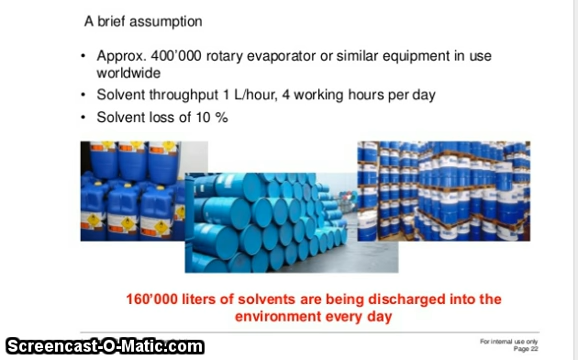 A brief assumption
• Approx. 400'000 rotary evaporator or similar equipment in use
worldwide
• Solvent throughput 1 L/hour, 4 working hours per day
• Solvent loss of 10 %
160'000 liters of solvents are being discharged into the
environment every day
For internal use only
Page 22
Screencast-O-Matic.com